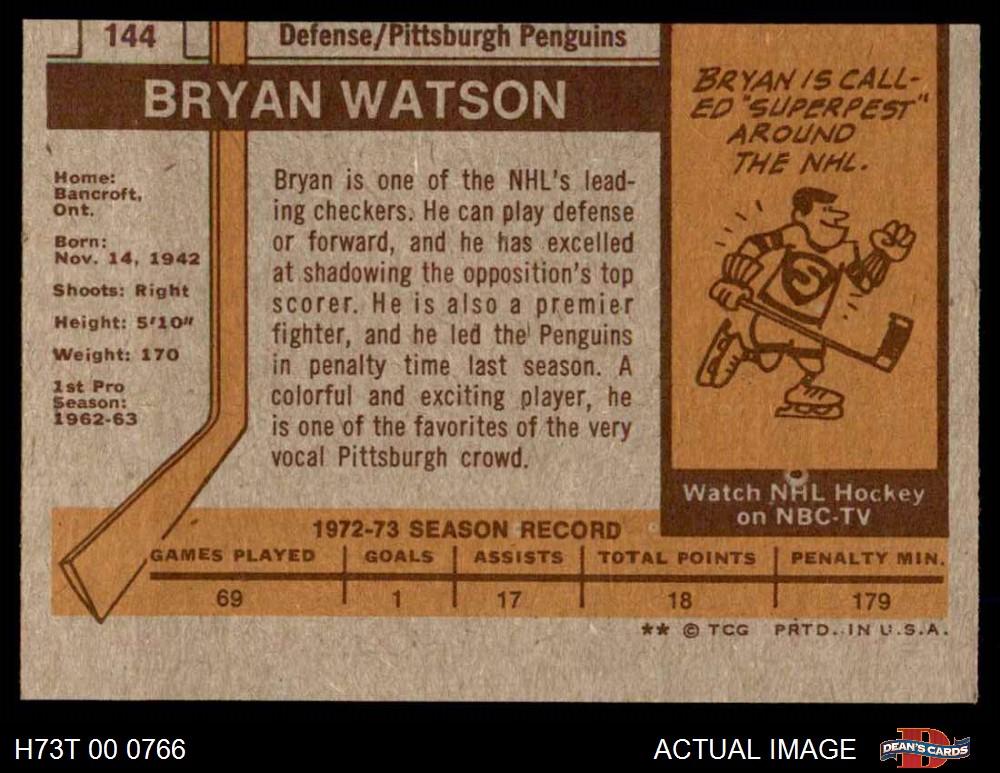 144
Defense/Pittsburgh Penguins
BRYAN WATSON
Home:
Bancroft,
Ont.
Born:
Nov. 14, 1942
Shoots: Right
Height: 5'10"
Weight: 170
1st Pro
Season:
1962-63
Bryan is one of the NHL's lead-
ing checkers. He can play defense
or forward, and he has excelled
at shadowing the opposition's top
scorer. He is also a premier
fighter, and he led the Penguins
in penalty time last season. A
colorful and exciting player, he
is one of the favorites of the very
vocal Pittsburgh crowd.
BRYAN IS CALL-
ED "SUPERPEST"
AROUND
THE NHL.
S
Watch NHL Hockey
on NBC-TV
1972-73 SEASON RECORD
GAMES PLAYED GOALS ASSISTS TOTAL POINTS PENALTY MIN.
69 1 17 18 179
** © TCG PRTD. IN U.S.A.
H73T 00 0766
ACTUAL IMAGE
DEAN'S CARDS